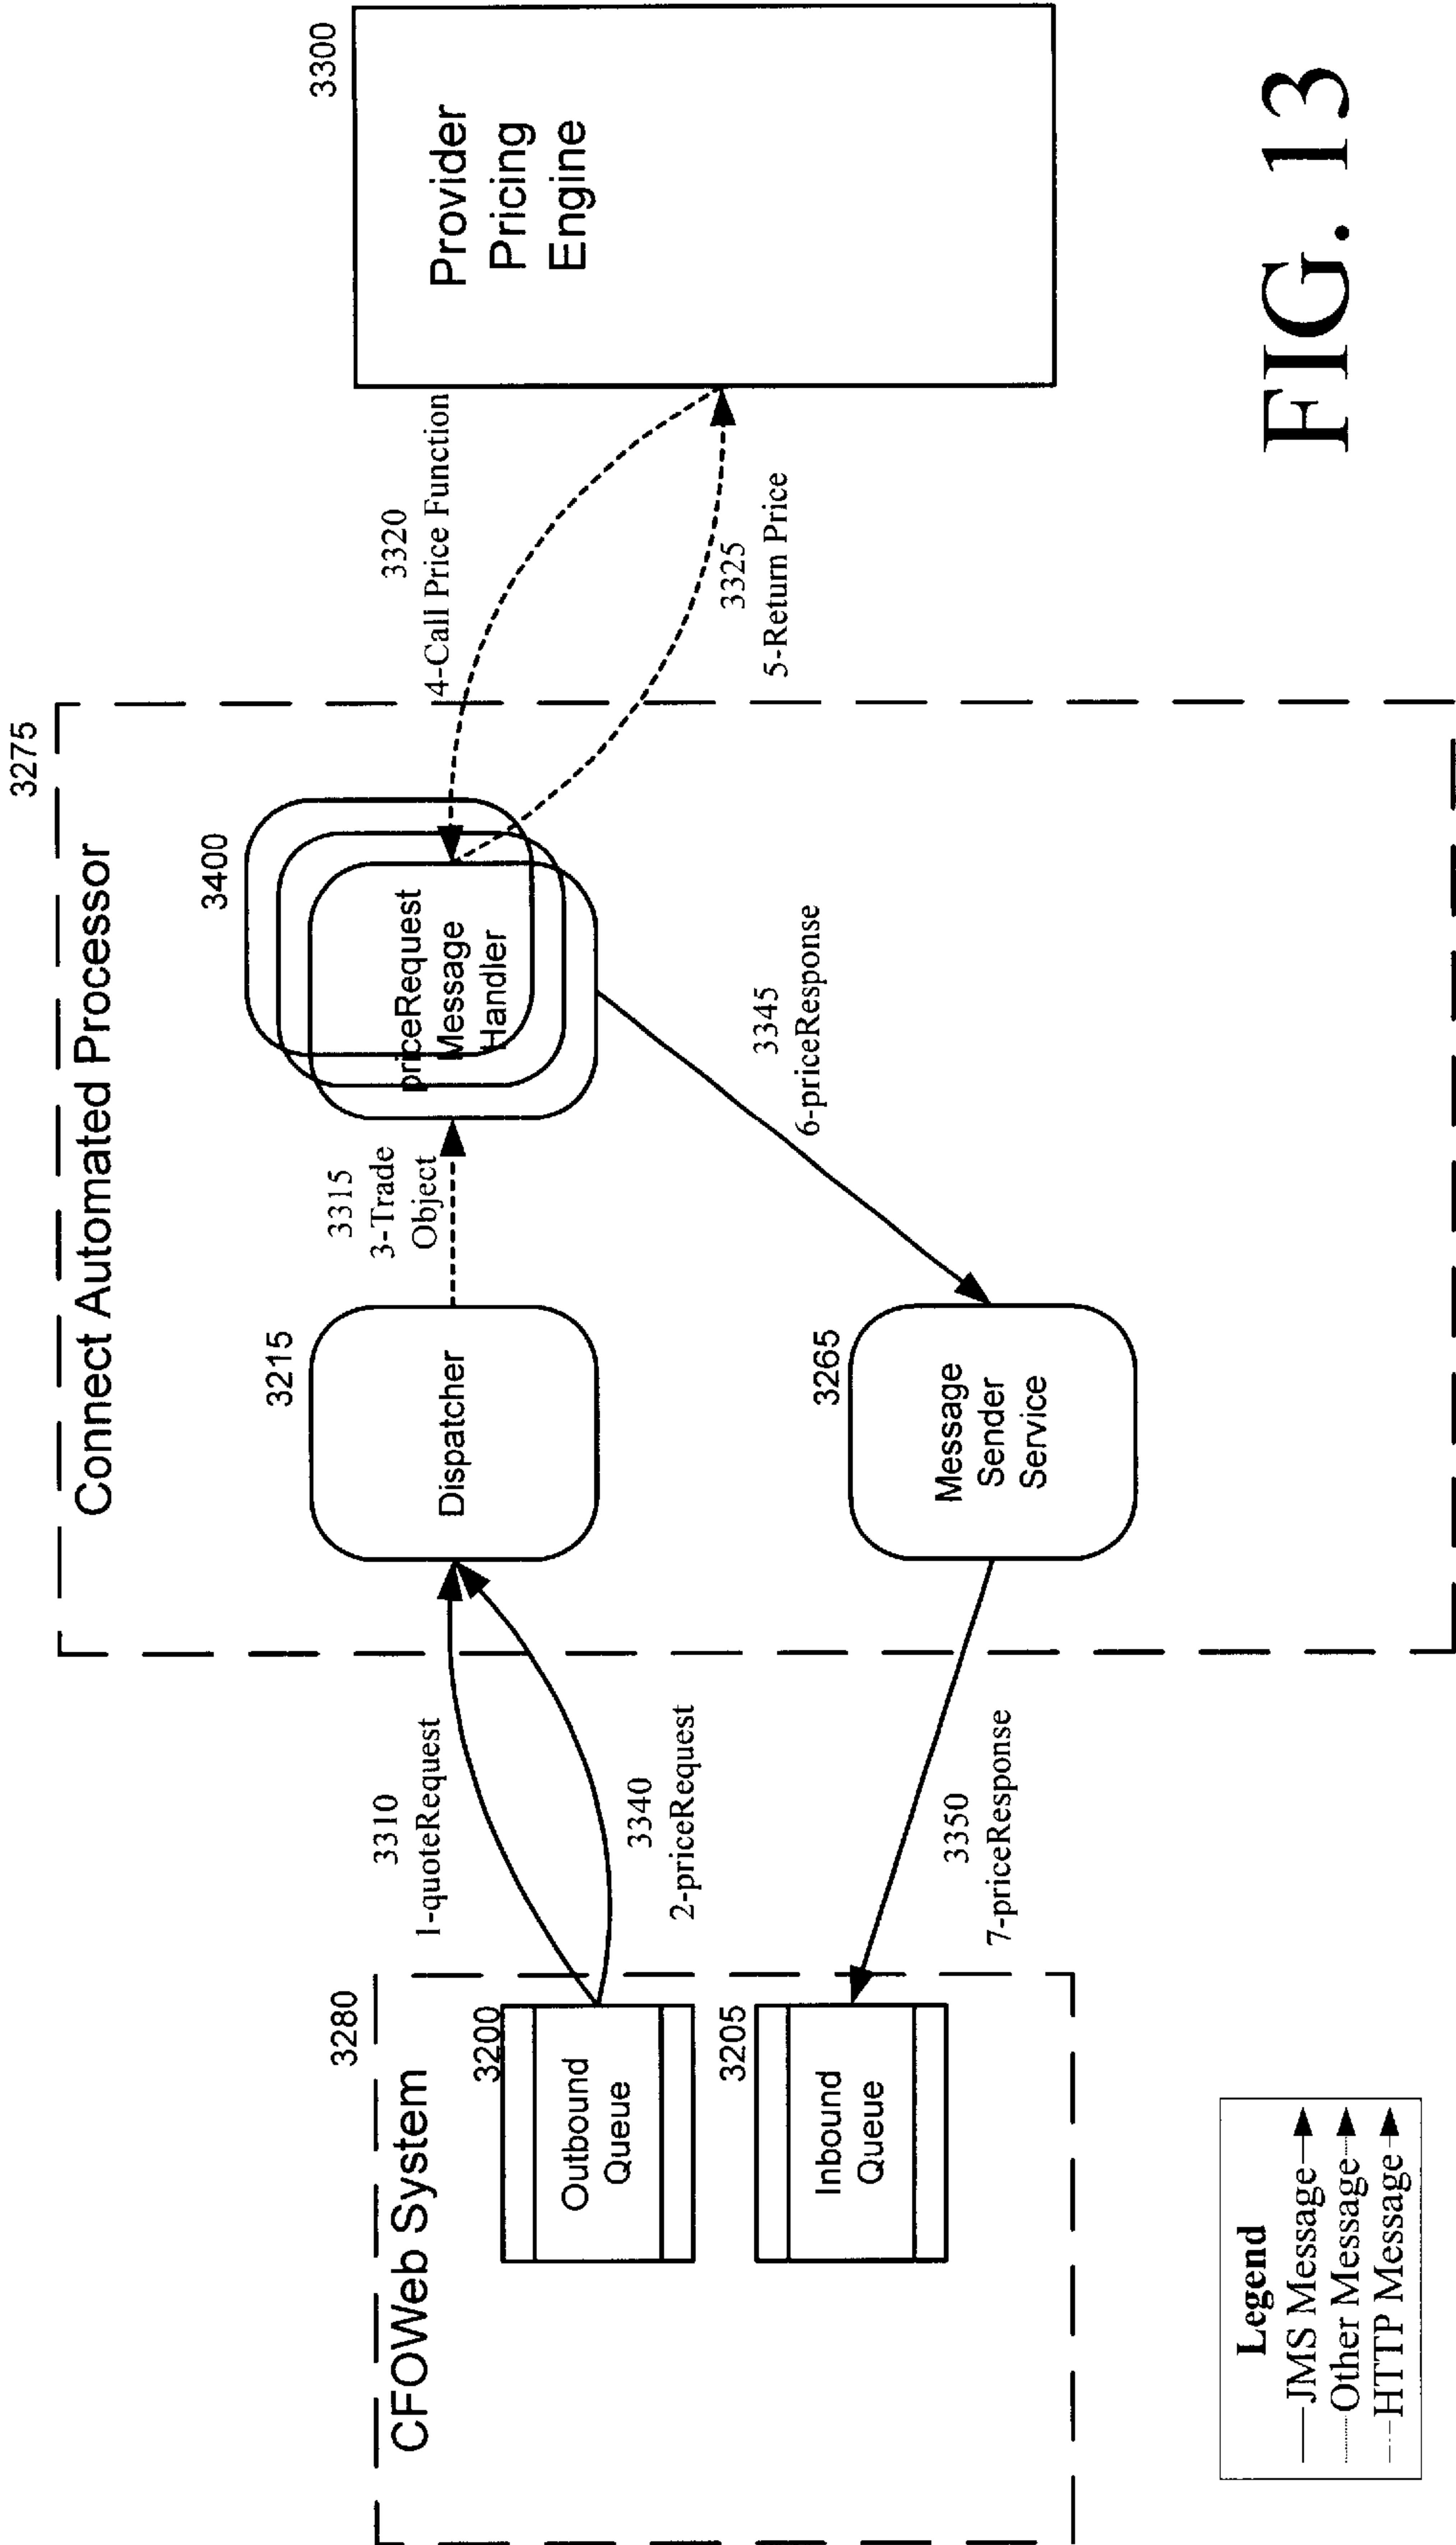 3275
Connect Automated Processor
3280
CFOWeb System
3200
Outbound
Queue
3205
Inbound
Queue
3310
1-quoteRequest
3340
2-priceRequest
3350
7-priceResponse
3215
Dispatcher
3265
Message
Sender
Service
3315
3-Trade
Object
3400
priceRequest
Message
Handler
3345
6-priceResponse
3320
4-Call Price Function
3325
5-Return Price
3300
Provider
Pricing
Engine
Legend
JMS Message
Other Message
HTTP Message
FIG. 13